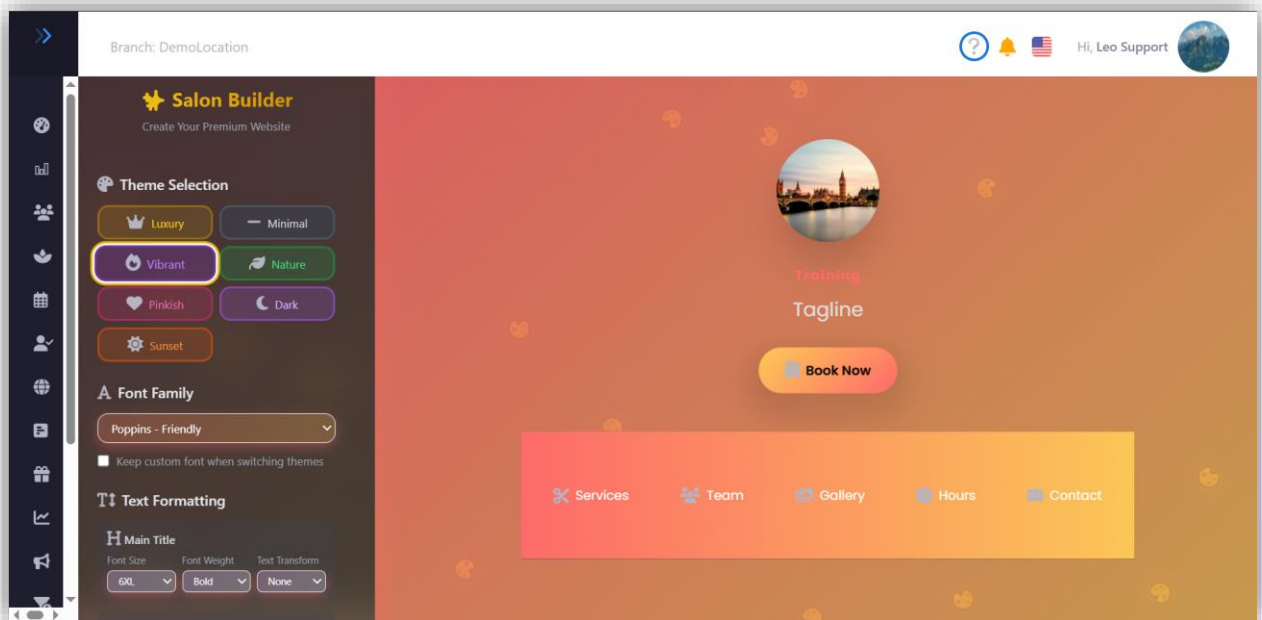 Branch: DemoLocation
Hi, Leo Support
Salon Builder
Create Your Premium Website
Theme Selection
Luxury
Minimal
Vibrant
Nature
Pinkish
Dark
Sunset
Font Family
Poppins - Friendly
Keep custom font when switching themes
Text Formatting
Main Title
Font Size Font Weight Text Transform
6XL Bold None
Training
Tagline
Book Now
Services Team Gallery Hours Contact